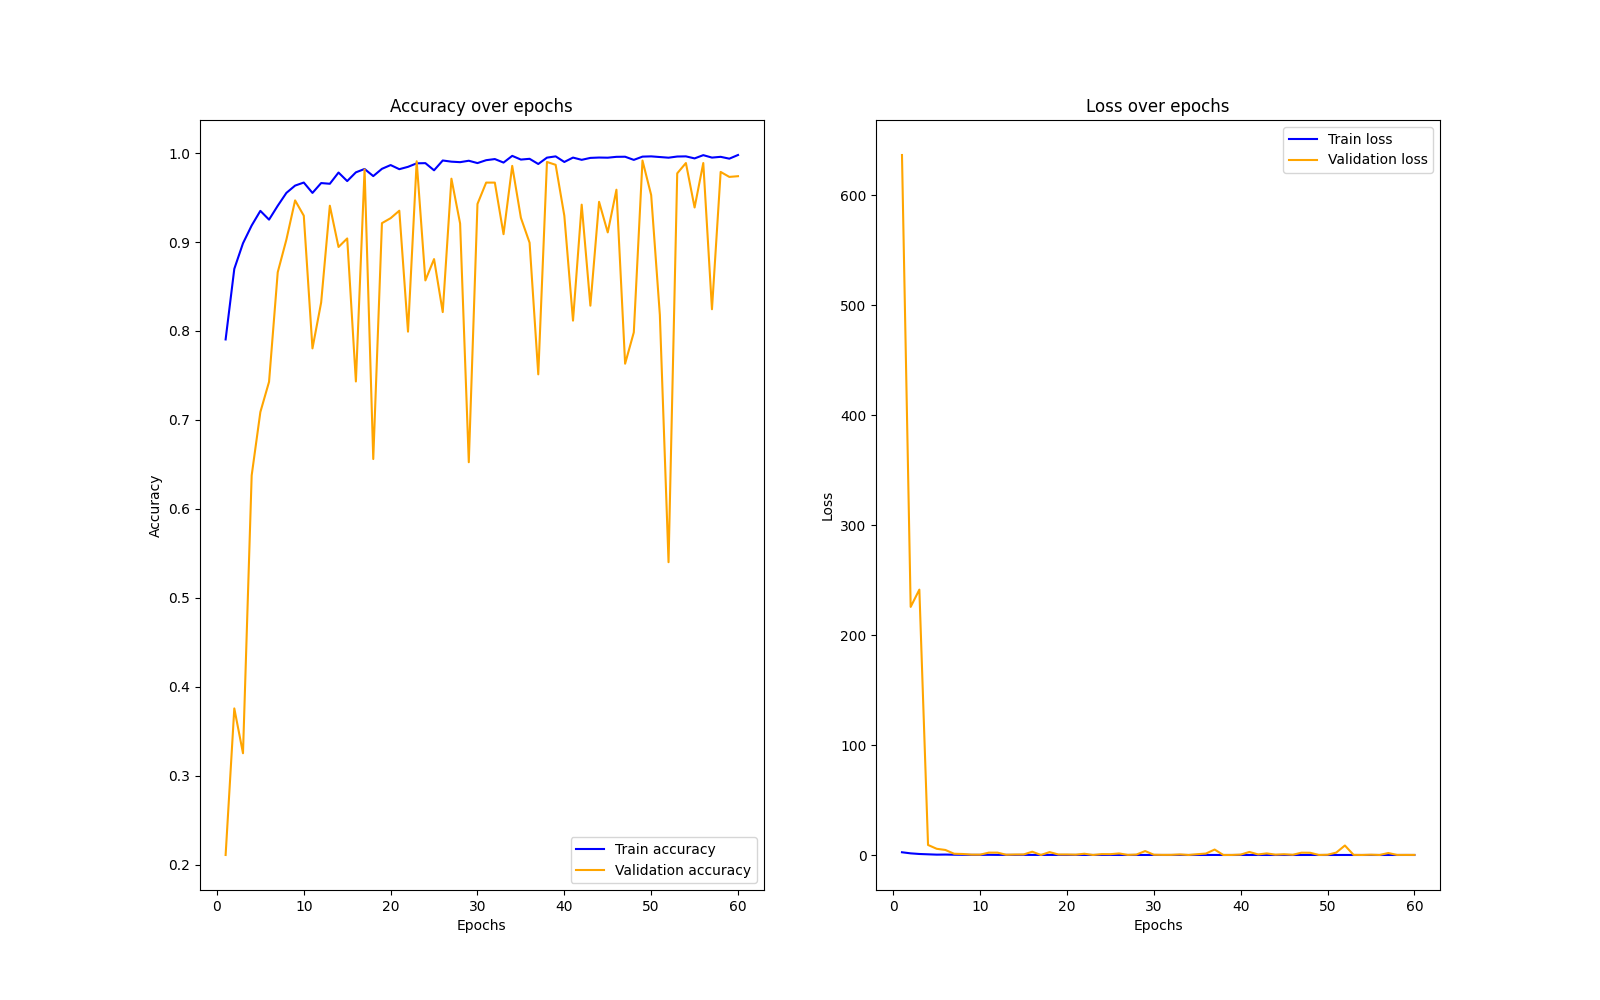 Accuracy over epochs
Accuracy
1.0
0.9
0.8
0.7
0.6
0.5
0.4
0.3
0.2
0 10 20 30 40 50 60
Epochs
Train accuracy
Validation accuracy
Loss over epochs
Loss
600
500
400
300
200
100
0
0 10 20 30 40 50 60
Epochs
Train loss
Validation loss